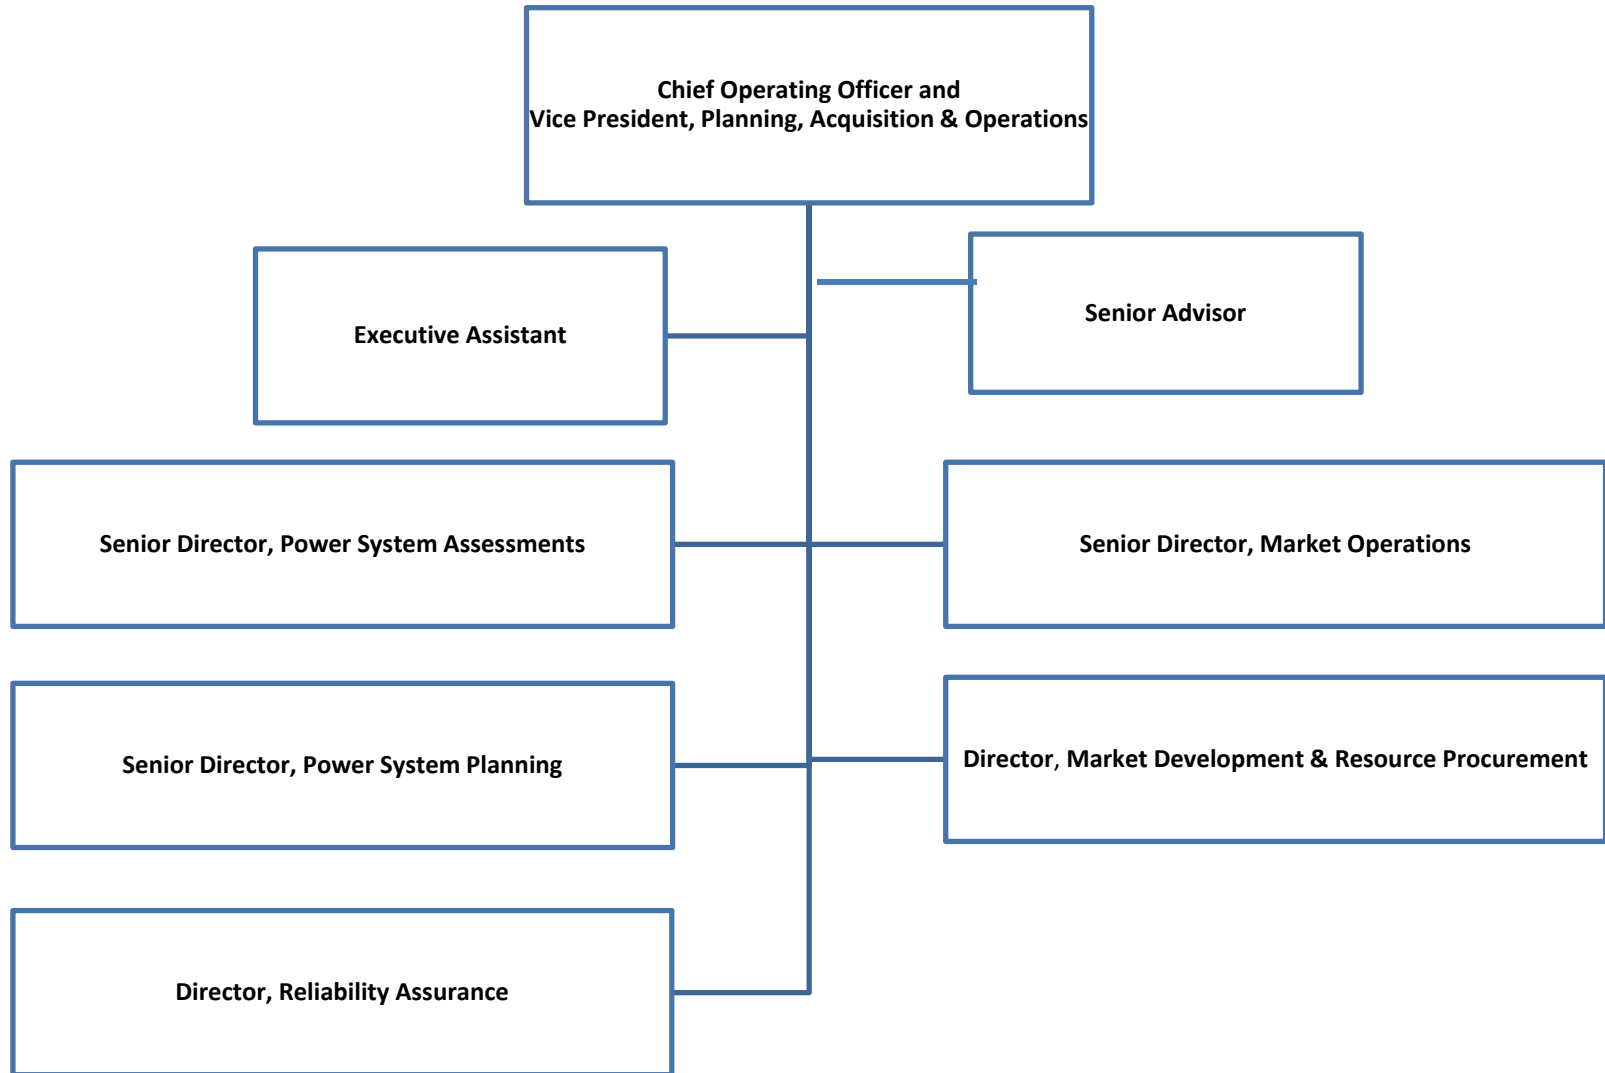 Chief Operating Officer and
Vice President, Planning, Acquisition & Operations
Executive Assistant
Senior Advisor
Senior Director, Power System Assessments
Senior Director, Market Operations
Senior Director, Power System Planning
Director, Market Development & Resource Procurement
Director, Reliability Assurance